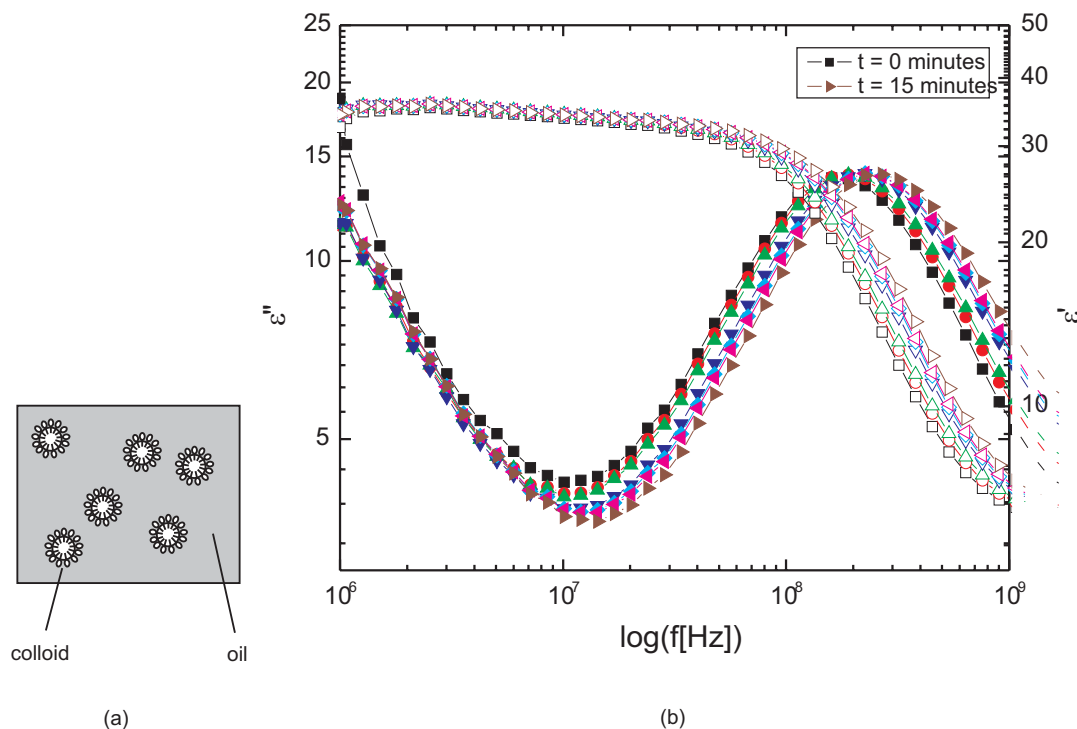 colloid
oil
(a)
25
20
15
10
5
ε''
50
40
30
20
10
ε'
t = 0 minutes
t = 15 minutes
10⁶
10⁷
10⁸
10⁹
log(f[Hz])
(b)